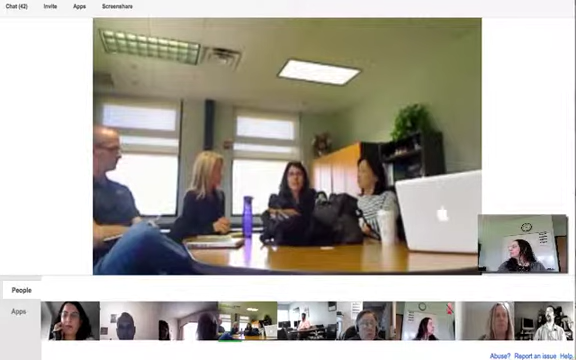 Chat (42) Invite Apps Screenshare
People
Apps
Abuse? Report an issue Help